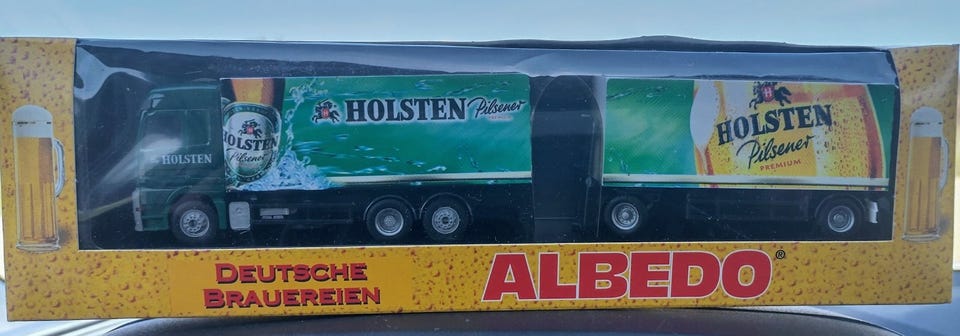 HOLSTEN
HOLSTEN
Pilsener
HOLSTEN Pilsener
PREMIUM
HOLSTEN
Pilsener
PREMIUM
DEUTSCHE
BRAUEREIEN
ALBEDO®